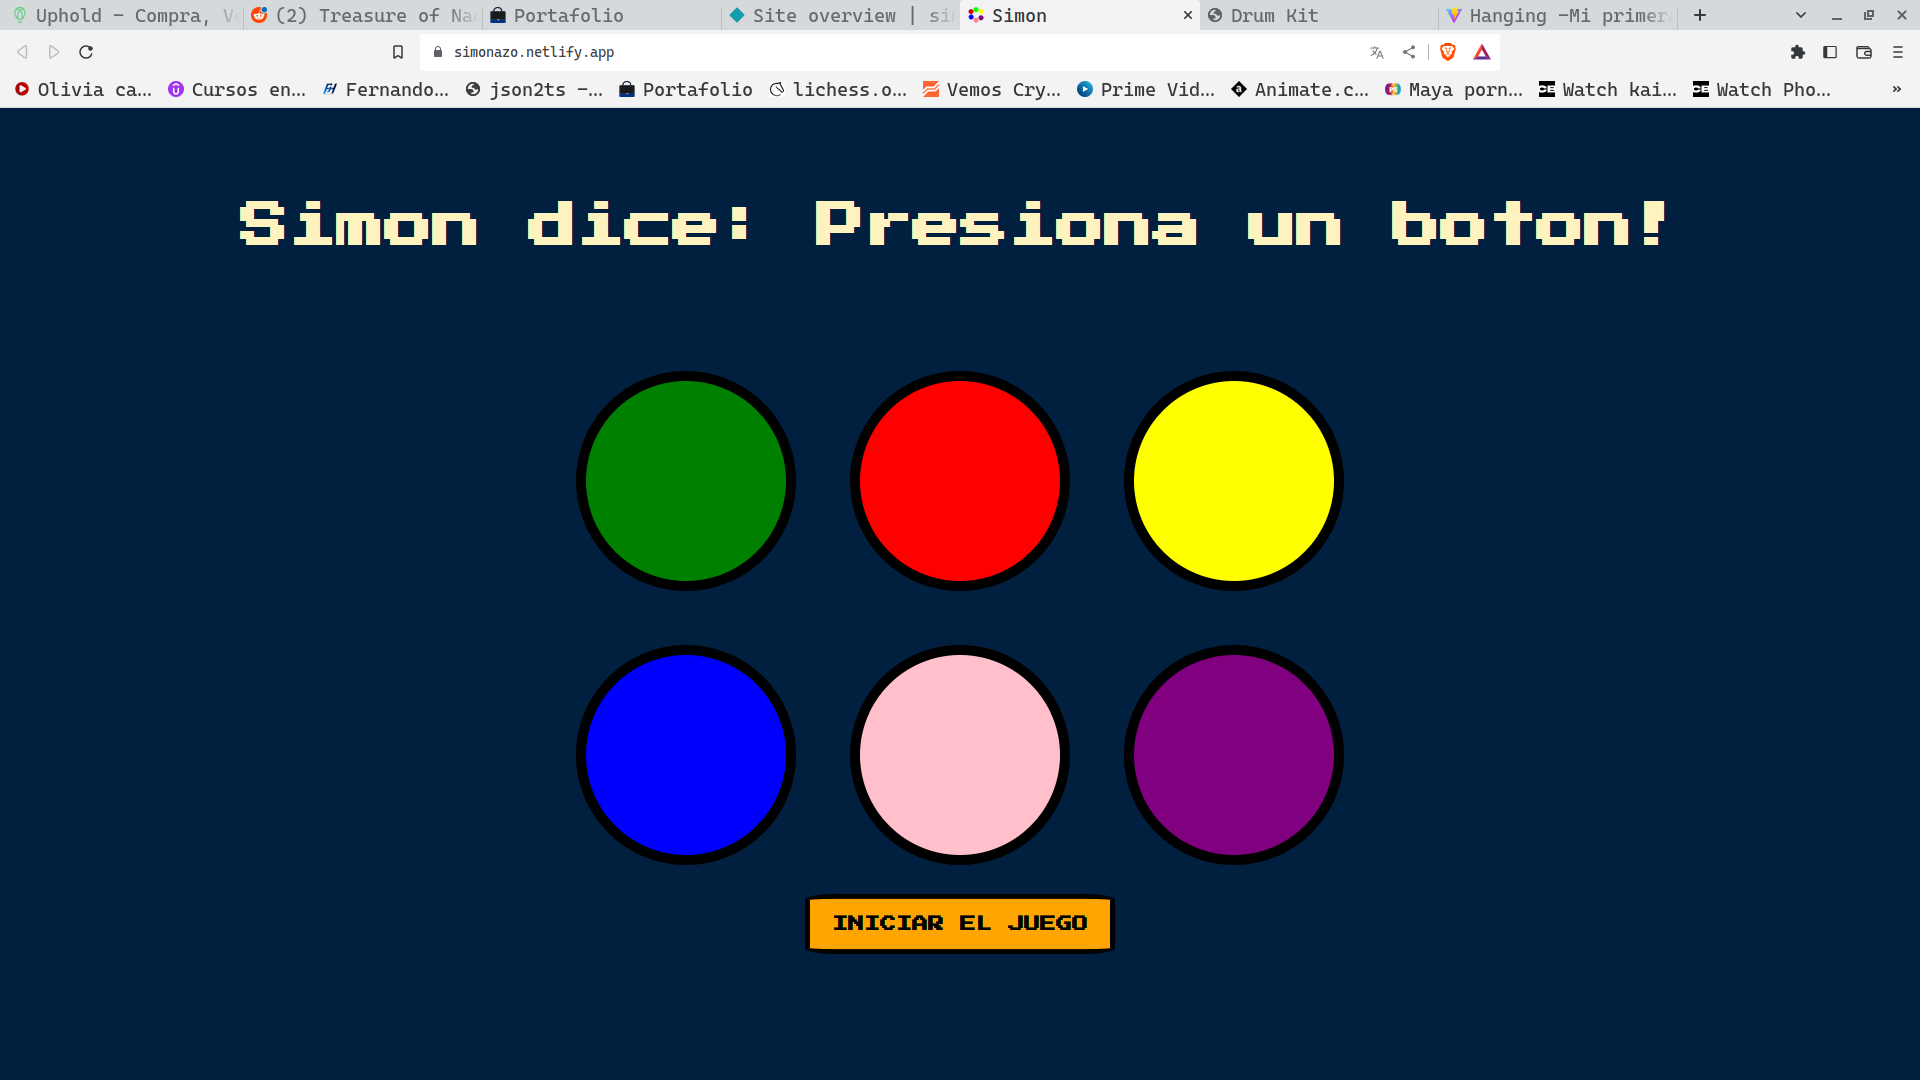 Uphold - Compra, V
(2) Treasure of Na
Portafolio
Site overview | si
Simon
Drum Kit
Hanging -Mi primer
simonazo.netlify.app
Olivia ca...
Cursos en...
Fernando...
json2ts -...
Portafolio
lichess.o...
Vemos Cry...
Prime Vid...
Animate.c...
Maya porn...
Watch kai...
Watch Pho...
»
Simon dice: Presiona un boton!
INICIAR EL JUEGO